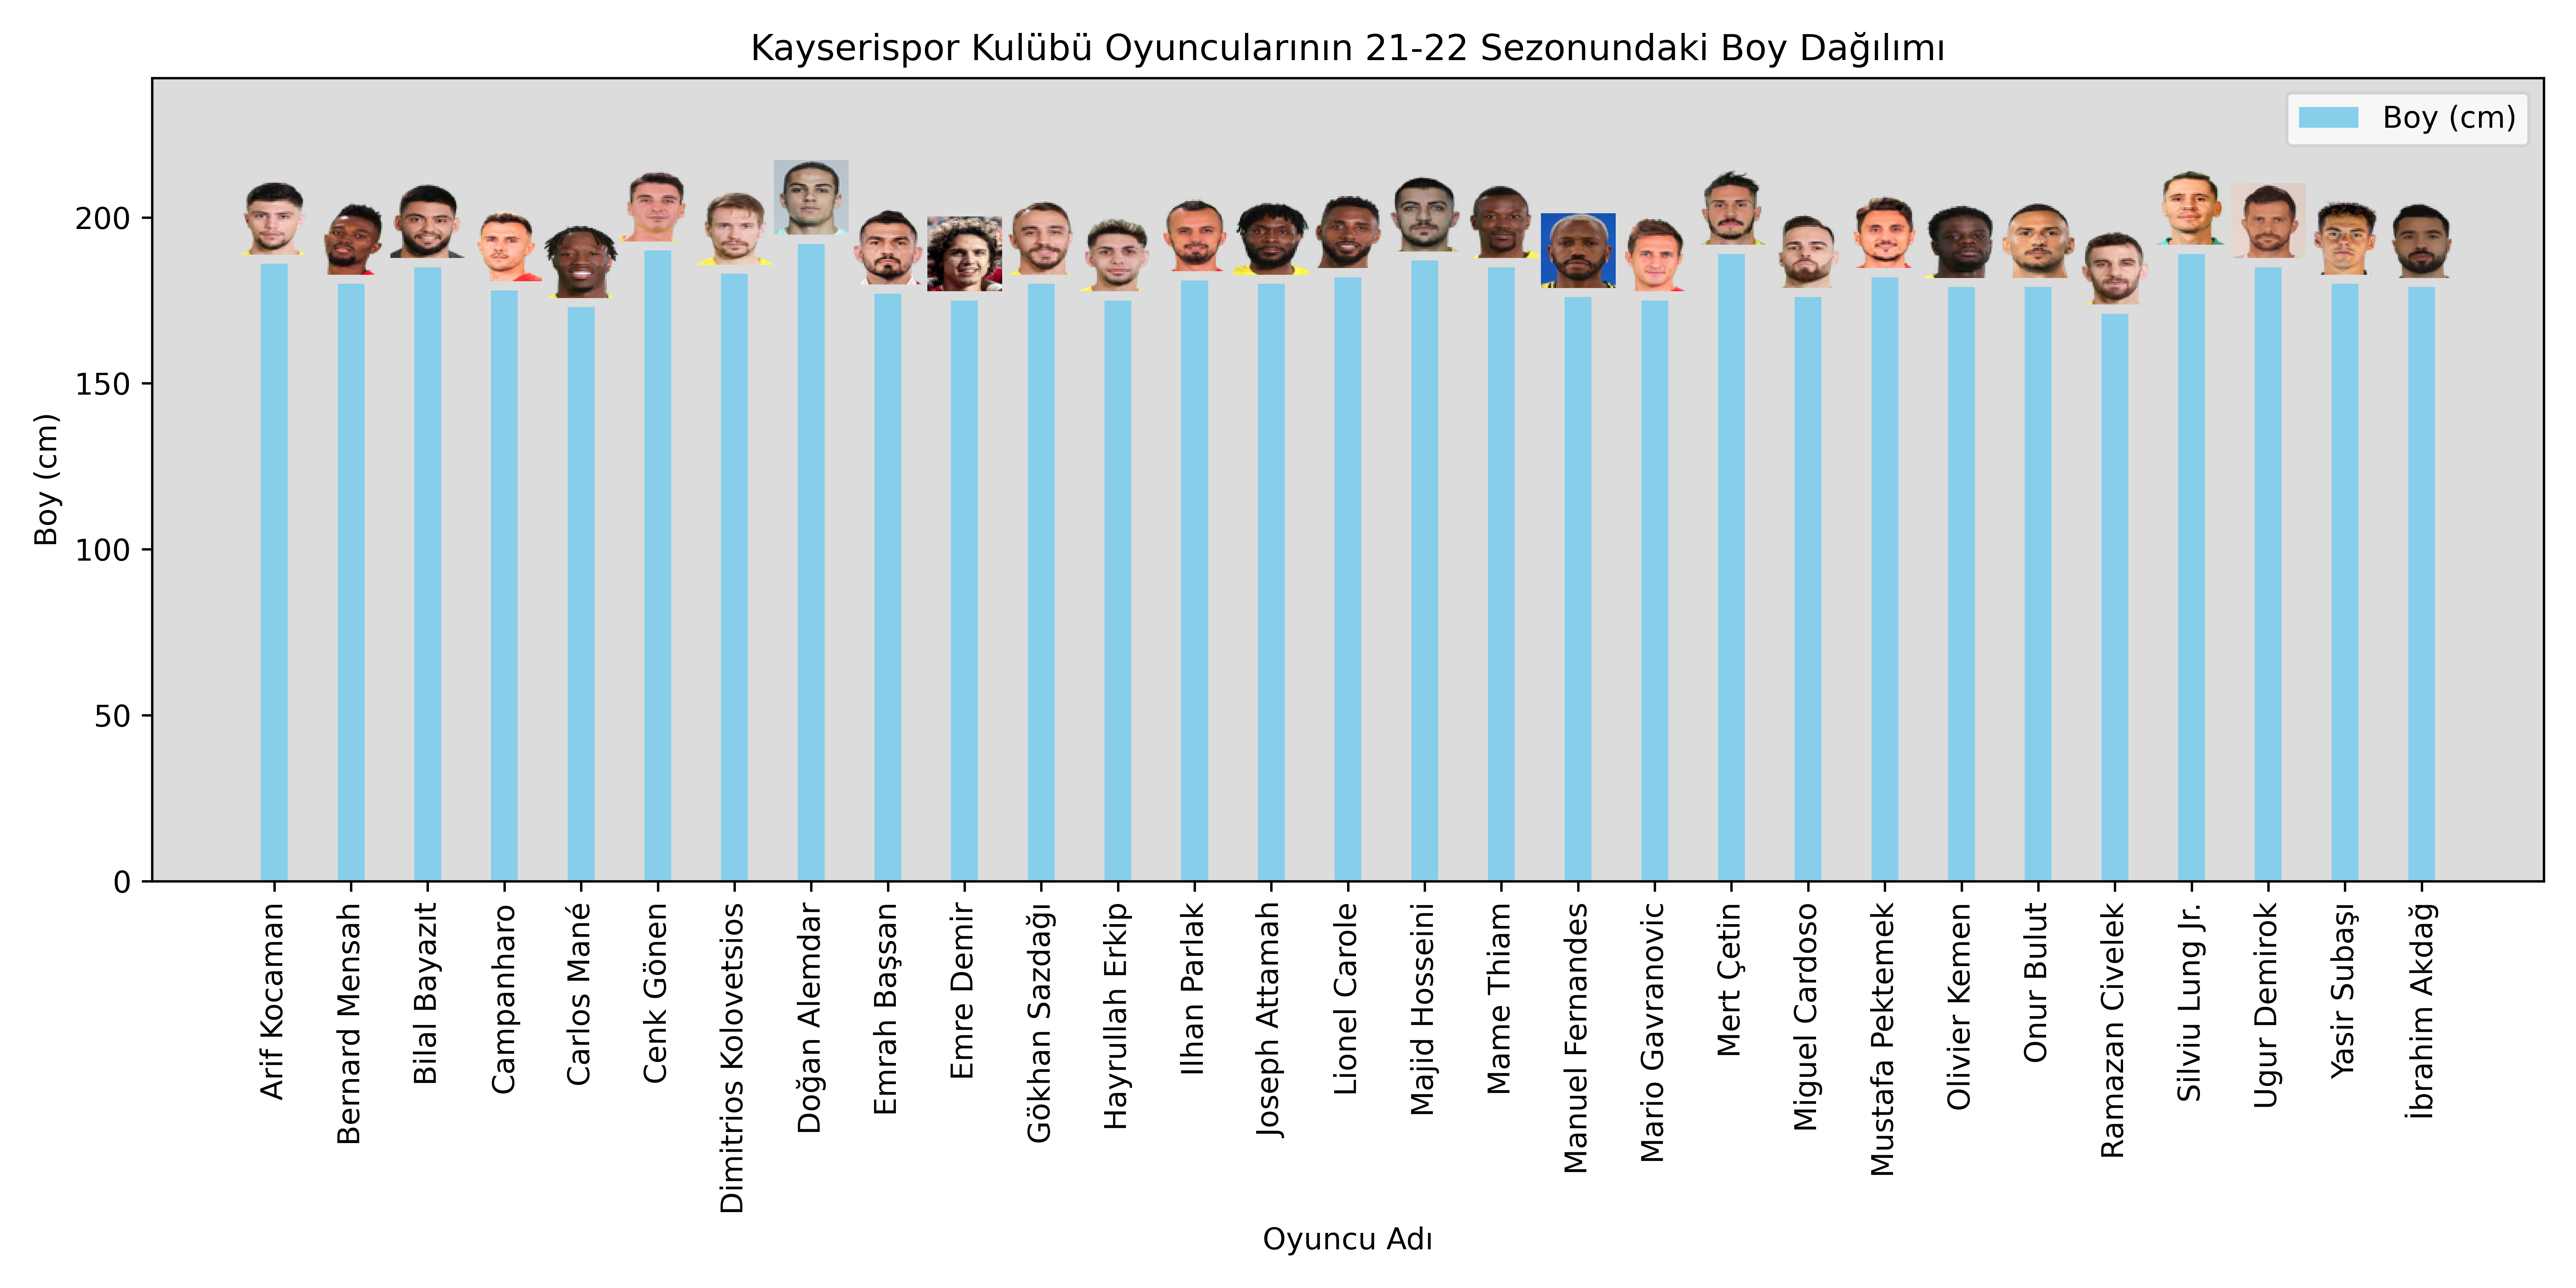 Kayserispor Kulübü Oyuncularının 21-22 Sezonundaki Boy Dağılımı
Boy (cm)
Boy (cm)
200
150
100
50
0
Arif Kocaman
Bernard Mensah
Bilal Bayazıt
Campanharo
Carlos Mané
Cenk Gönen
Dimitrios Kolovetsios
Doğan Alemdar
Emrah Başsan
Emre Demir
Gökhan Sazdağı
Hayrullah Erkip
Ilhan Parlak
Joseph Attamah
Lionel Carole
Majid Hosseini
Mame Thiam
Manuel Fernandes
Mario Gavranovic
Mert Çetin
Miguel Cardoso
Mustafa Pektemek
Olivier Kemen
Onur Bulut
Ramazan Civelek
Silviu Lung Jr.
Ugur Demirok
Yasir Subaşı
İbrahim Akdağ
Oyuncu Adı